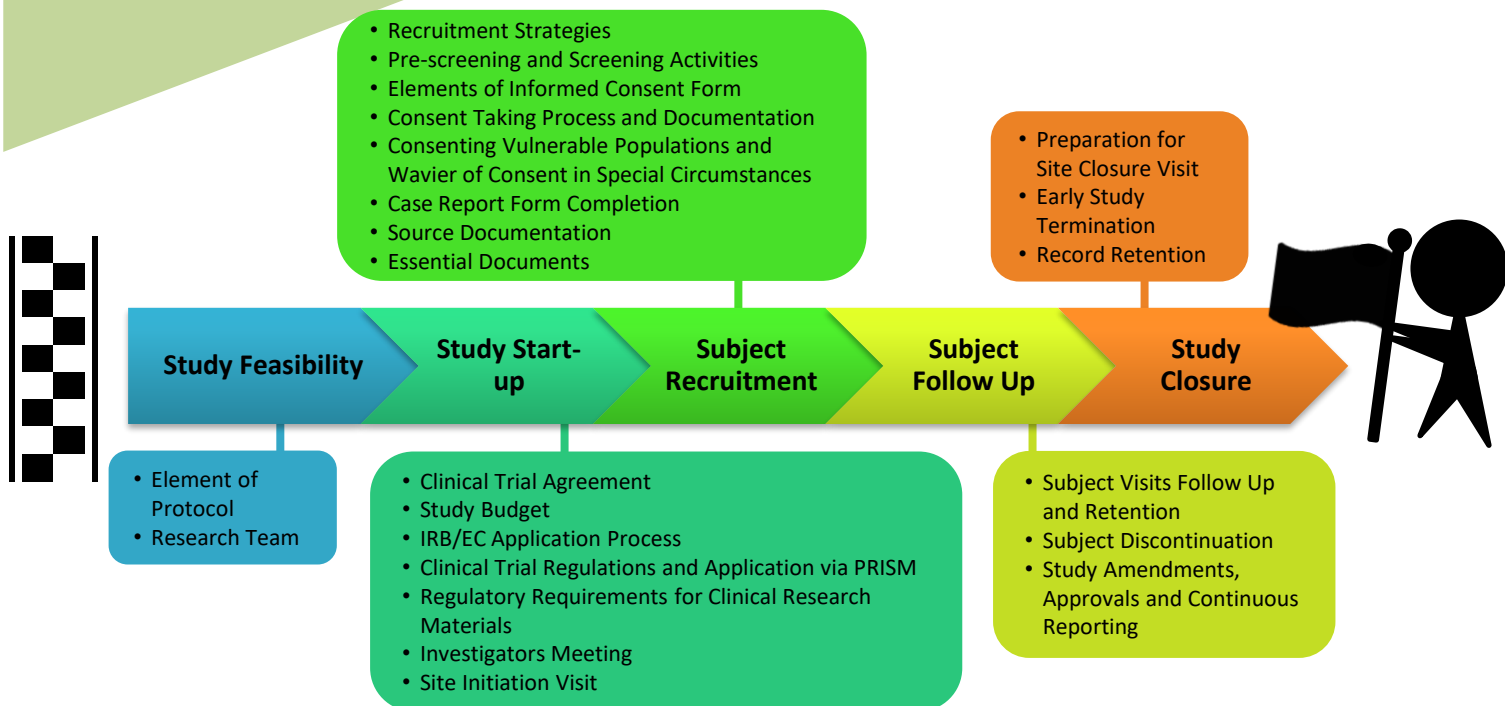 • Recruitment Strategies
• Pre-screening and Screening Activities
• Elements of Informed Consent Form
• Consent Taking Process and Documentation
• Consenting Vulnerable Populations and
Wavier of Consent in Special Circumstances
• Case Report Form Completion
• Source Documentation
• Essential Documents
• Preparation for
Site Closure Visit
• Early Study
Termination
• Record Retention
Study Feasibility
Study Start-
up
Subject
Recruitment
Subject
Follow Up
Study
Closure
• Element of
Protocol
• Research Team
• Clinical Trial Agreement
• Study Budget
• IRB/EC Application Process
• Clinical Trial Regulations and Application via PRISM
• Regulatory Requirements for Clinical Research
Materials
• Investigators Meeting
• Site Initiation Visit
• Subject Visits Follow Up
and Retention
• Subject Discontinuation
• Study Amendments,
Approvals and Continuous
Reporting